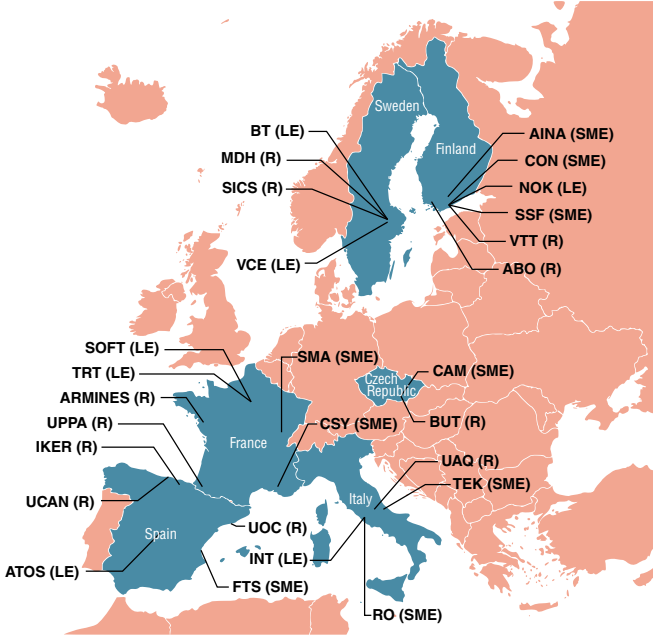 Sweden
BT (LE)
AINA (SME)
Finland
MDH (R)
CON (SME)
SICS (R)
NOK (LE)
SSF (SME)
VTT (R)
VCE (LE)
ABO (R)
SOFT (LE)
SMA (SME)
TRT (LE)
CAM (SME)
Czech
Republic
ARMINES (R)
UPPA (R)
CSY (SME)
BUT (R)
IKER (R)
France
UAQ (R)
TEK (SME)
UCAN (R)
Italy
UOC (R)
Spain
INT (LE)
ATOS (LE)
FTS (SME)
RO (SME)